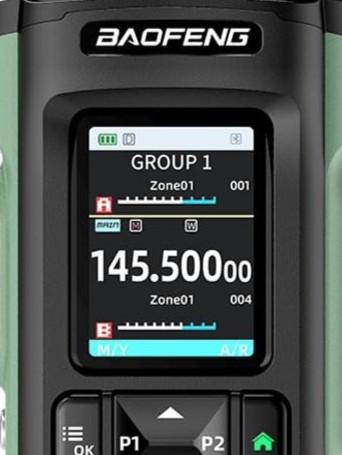 BAOFENG
D
GROUP 1
Zone01 001
A
MAIN M W
145.50000
Zone01 004
B
M/Y A/R
OK P1 P2